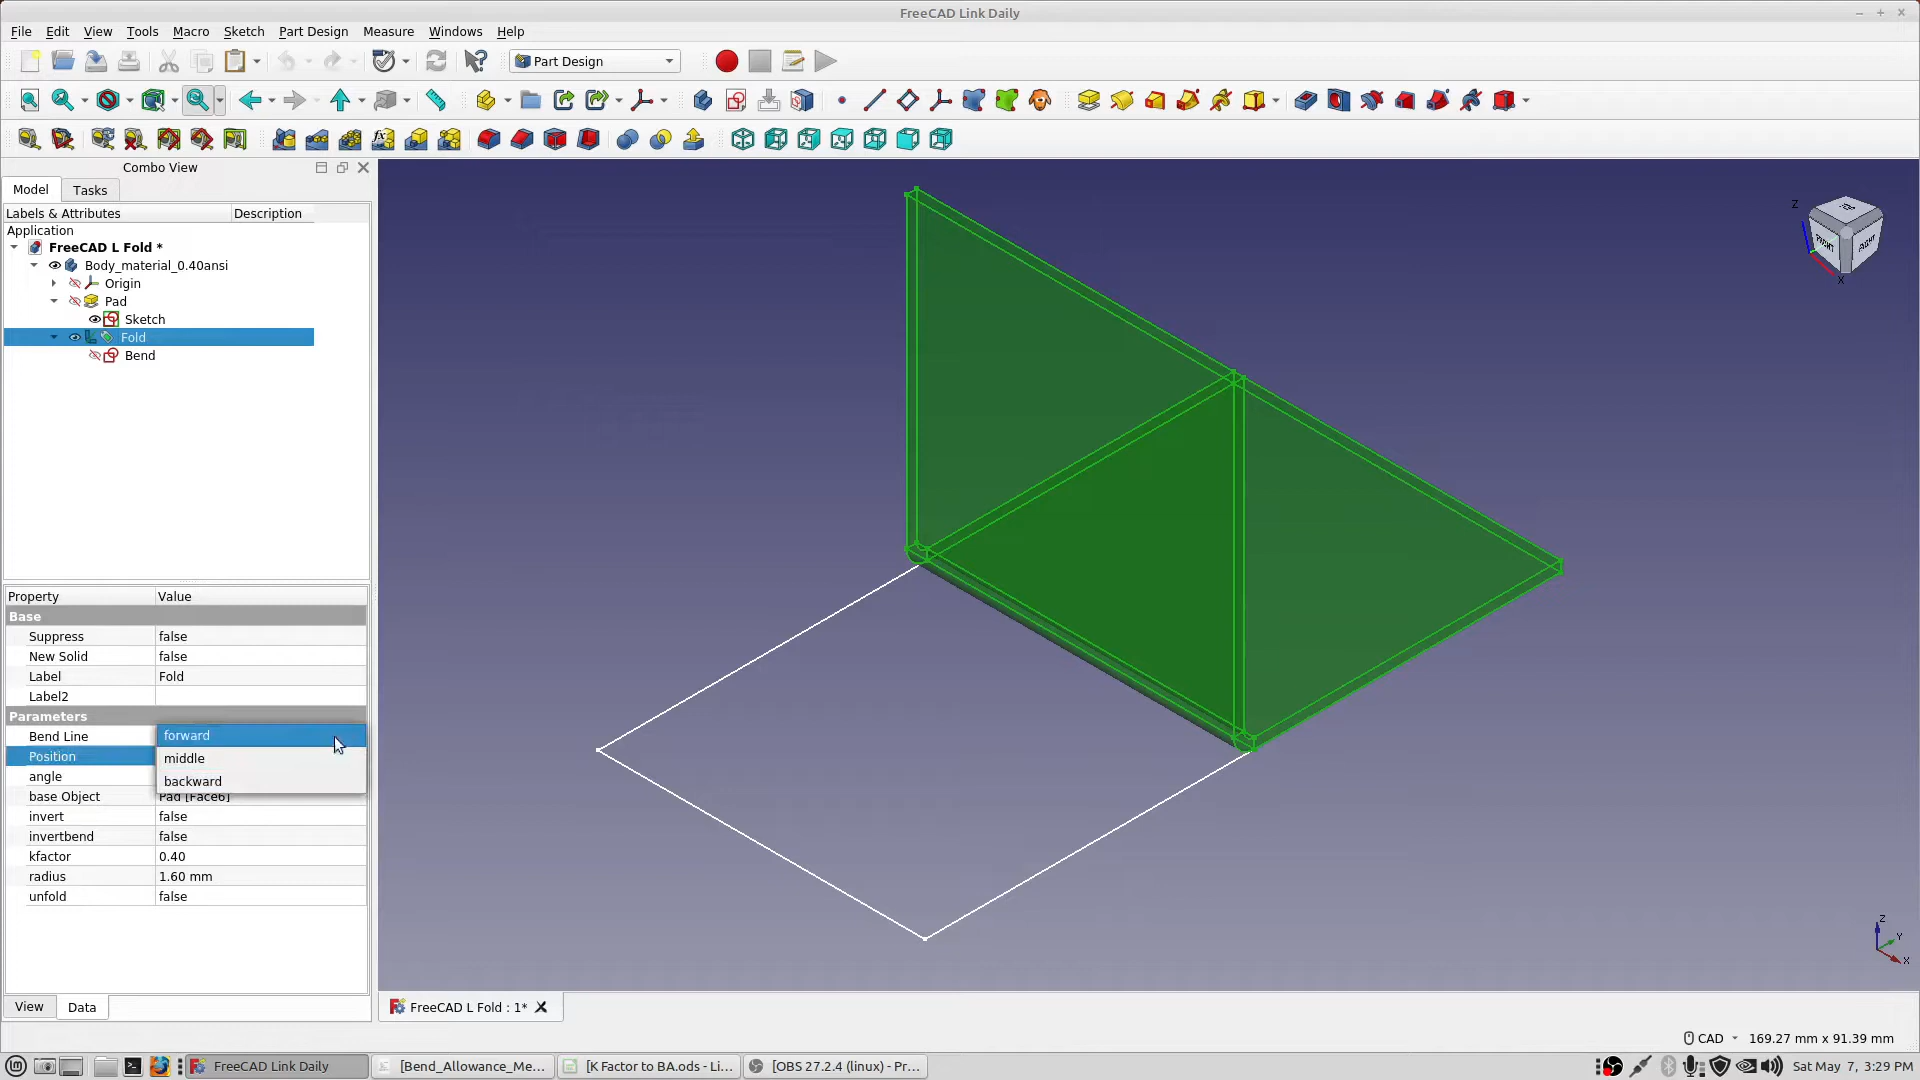 FreeCAD Link Daily
File Edit View Tools Macro Sketch Part Design Measure Windows Help
Part Design
Combo View
Model Tasks
Labels & Attributes Description
Application
FreeCAD L Fold *
Body_material_0.40ansi
Origin
Pad
Sketch
Fold
Bend
Property Value
Base
Suppress false
New Solid false
Label Fold
Label2
Parameters
Bend Line
forward
Position
middle
angle
backward
base Object Pad [Face6]
invert false
invertbend false
kfactor 0.40
radius 1.60 mm
unfold false
View Data
FreeCAD L Fold : 1*
Z
FRONT
RIGHT
X
Z
Y
X
CAD 169.27 mm x 91.39 mm
FreeCAD Link Daily
[Bend_Allowance_Me...
[K Factor to BA.ods - Li...
[OBS 27.2.4 (linux) - Pr...
Sat May 7, 3:29 PM